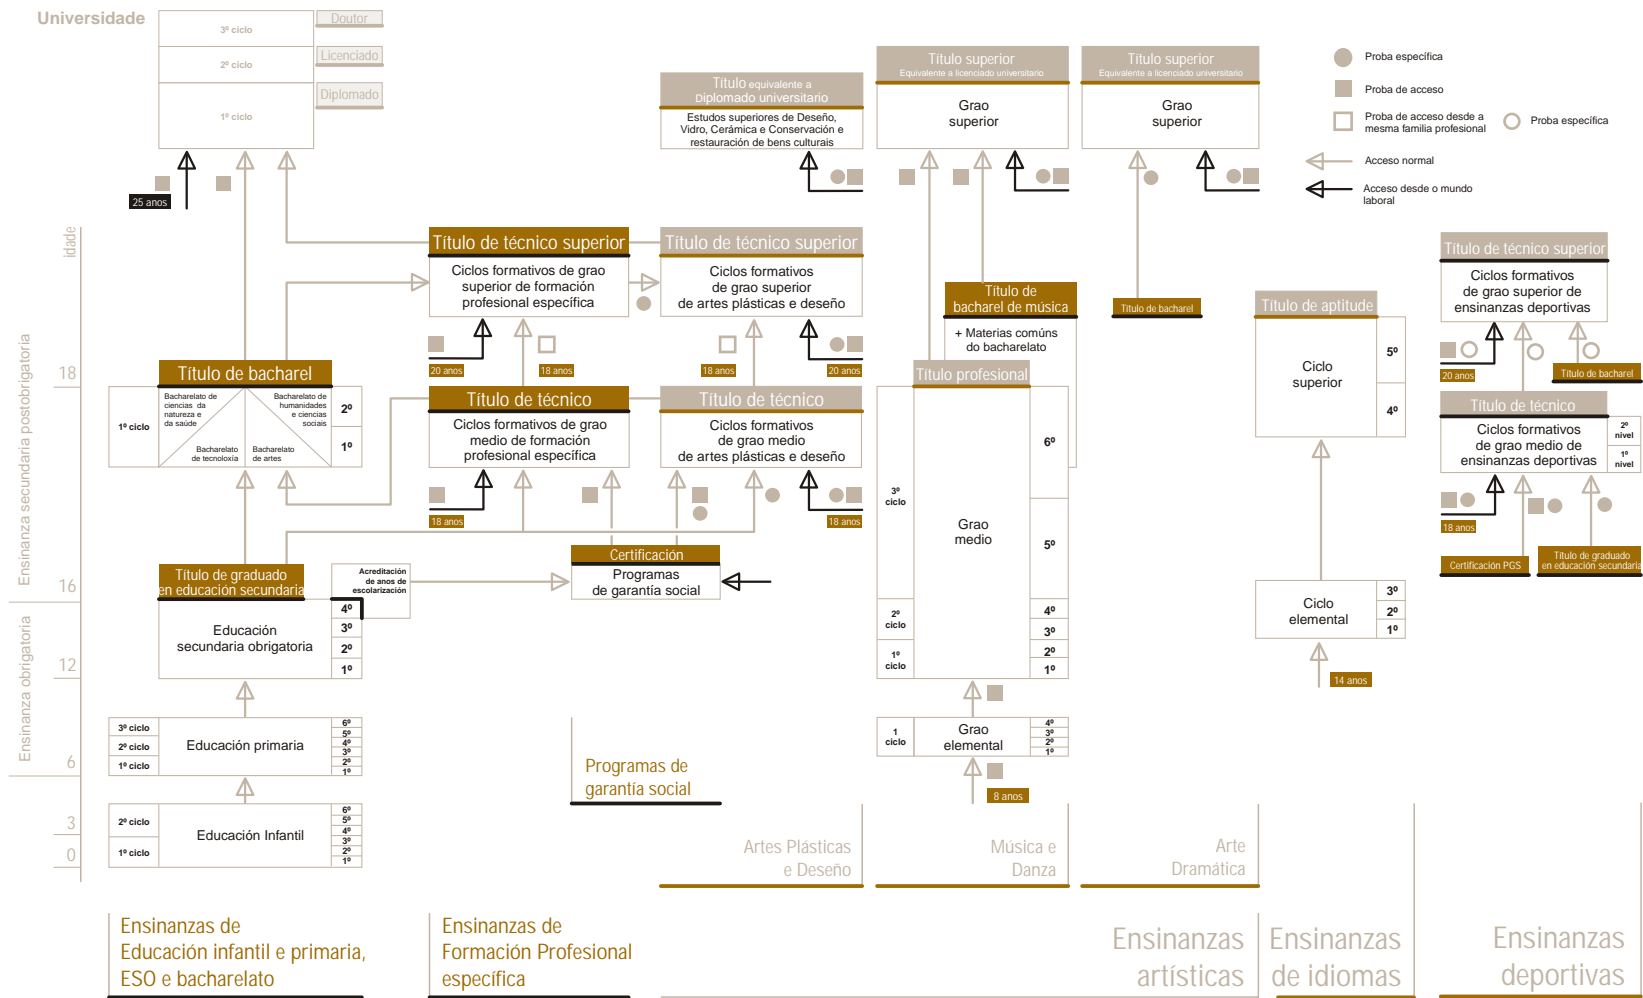 Universidade
3º ciclo
Doutor
2º ciclo
Licenciado
1º ciclo
Diplomado
25 anos
Título equivalente a
Diplomado universitario
Estudos superiores de Deseño,
Vidro, Cerámica e Conservación e
restauración de bens culturais
Título superior
Equivalente a licenciado universitario
Grao
superior
Título superior
Equivalente a licenciado universitario
Grao
superior
Proba específica
Proba de acceso
Proba de acceso desde a
mesma familia profesional
Proba específica
Acceso normal
Acceso desde o mundo
laboral
idade
18
16
12
6
3
0
Ensinanza secundaria postobrigatoria
Ensinanza obrigatoria
Título de técnico superior
Ciclos formativos de grao
superior de formación
profesional específica
20 anos
18 anos
Título de técnico superior
Ciclos formativos
de grao superior
de artes plásticas e deseño
18 anos
20 anos
Título de
bacharel de música
+ Materias comúns
do bacharelato
Título de bacharel
Título de aptitude
Ciclo
superior
5º
4º
Título de técnico superior
Ciclos formativos
de grao superior de
ensinanzas deportivas
20 anos
Título de bacharel
Título de bacharel
1º ciclo
Bacharelato de
ciencias da
natureza e
da saúde
Bacharelato de
humanidades
e ciencias
sociais
Bacharelato
de tecnoloxía
Bacharelato
de artes
2º
1º
Título de técnico
Ciclos formativos de grao
medio de formación
profesional específica
18 anos
Título de técnico
Ciclos formativos
de grao medio
de artes plásticas e deseño
18 anos
Título profesional
3º
ciclo
2º
ciclo
1º
ciclo
Grao
medio
6º
5º
4º
3º
2º
1º
Título de técnico
Ciclos formativos
de grao medio de
ensinanzas deportivas
2º
nivel
1º
nivel
18 anos
Certificación PGS
Título de graduado
en educación secundaria
Título de graduado
en educación secundaria
Acreditación
de anos de
escolarización
Educación
secundaria obrigatoria
4º
3º
2º
1º
Certificación
Programas
de garantía social
Ciclo
elemental
3º
2º
1º
14 anos
3º ciclo
2º ciclo
1º ciclo
Educación primaria
6º
5º
4º
3º
2º
1º
1
ciclo
Grao
elemental
4º
3º
2º
1º
8 anos
2º ciclo
1º ciclo
Educación Infantil
6º
5º
4º
3º
2º
1º
Programas de
garantía social
Artes Plásticas
e Deseño
Música e
Danza
Arte
Dramática
Ensinanzas de
Educación infantil e primaria,
ESO e bacharelato
Ensinanzas de
Formación Profesional
específica
Ensinanzas
artísticas
Ensinanzas
de idiomas
Ensinanzas
deportivas